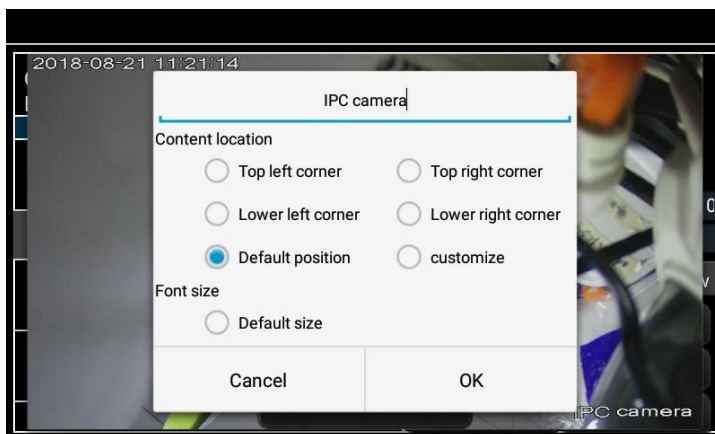 2018-08-21 11:21:14
IPC camera
Content location
Top left corner
Top right corner
Lower left corner
Lower right corner
Default position
customize
Font size
Default size
Cancel
OK
IPC camera